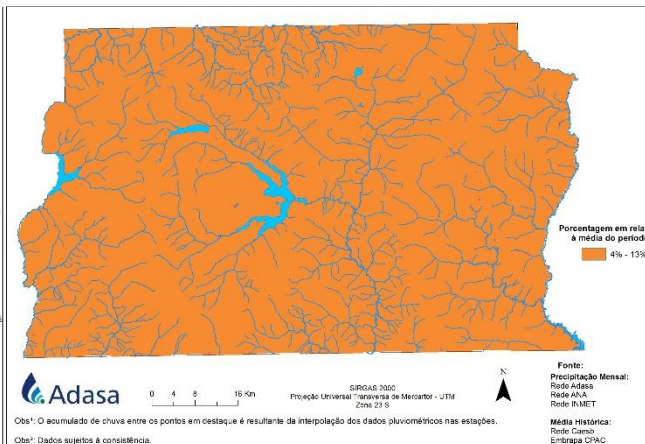 Porcentagem em rela
à média do período
4% - 13%
Adasa
0 4 8 16 Km
SIRGAS 2000
Projeção Universal Transversa de Mercartor - UTM
Zona 23 S
N
Obs¹: O acumulado de chuva entre os pontos em destaque é resultante da interpolação dos dados pluviométricos nas estações.
Obs²: Dados sujeitos à consistência.
Fonte:
Precipitação Mensal:
Rede Adasa
Rede ANA
Rede INMET
Média Histórica:
Rede Caesb
Embrapa CPAC